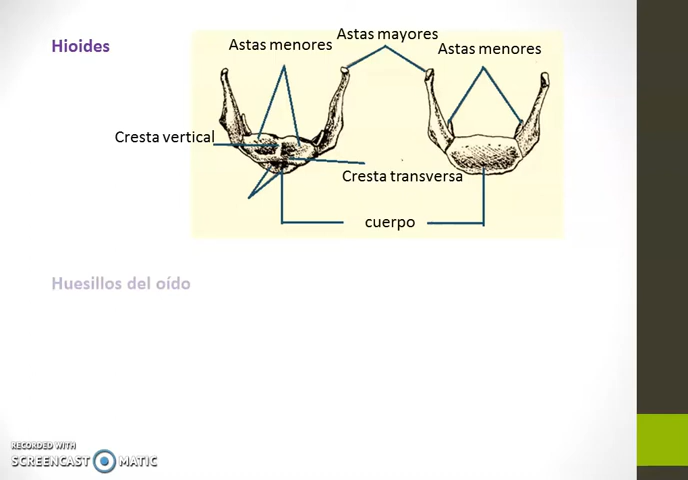 Hioides
Astas menores
Astas mayores
Astas menores
Cresta vertical
Cresta transversa
cuerpo
Huesillos del oído
RECORDED WITH
SCREENCAST MATIC